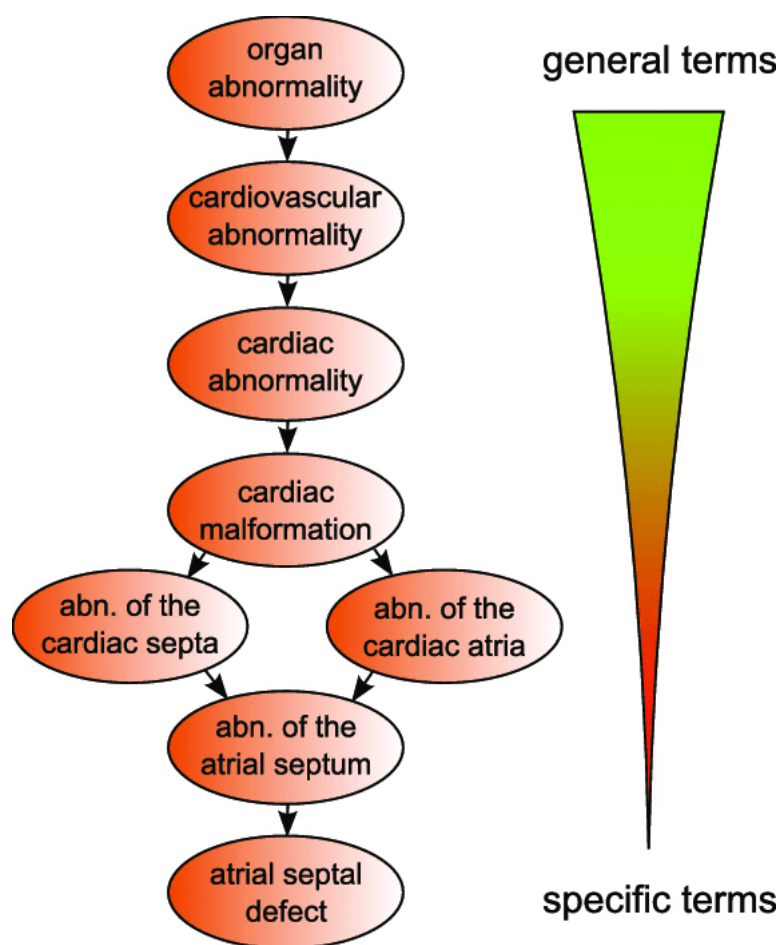 organ
abnormality
general terms
cardiovascular
abnormality
cardiac
abnormality
cardiac
malformation
abn. of the
cardiac septa
abn. of the
cardiac atria
abn. of the
atrial septum
atrial septal
defect
specific terms